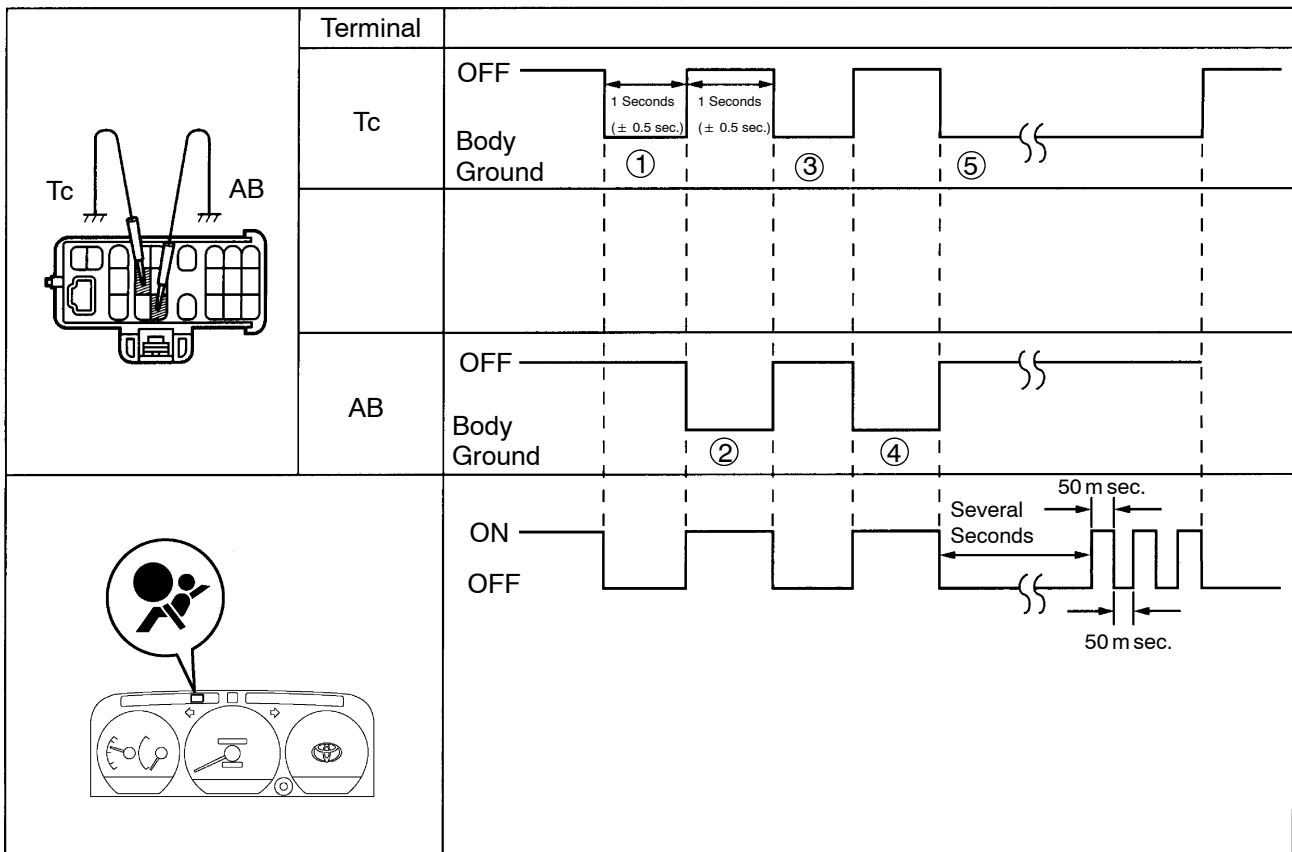 Terminal
Tc
AB
Tc
OFF
Body
Ground
1 Seconds
(± 0.5 sec.)
1 Seconds
(± 0.5 sec.)
①
③
⑤
AB
OFF
Body
Ground
②
④
ON
OFF
Several
Seconds
50 m sec.
50 m sec.